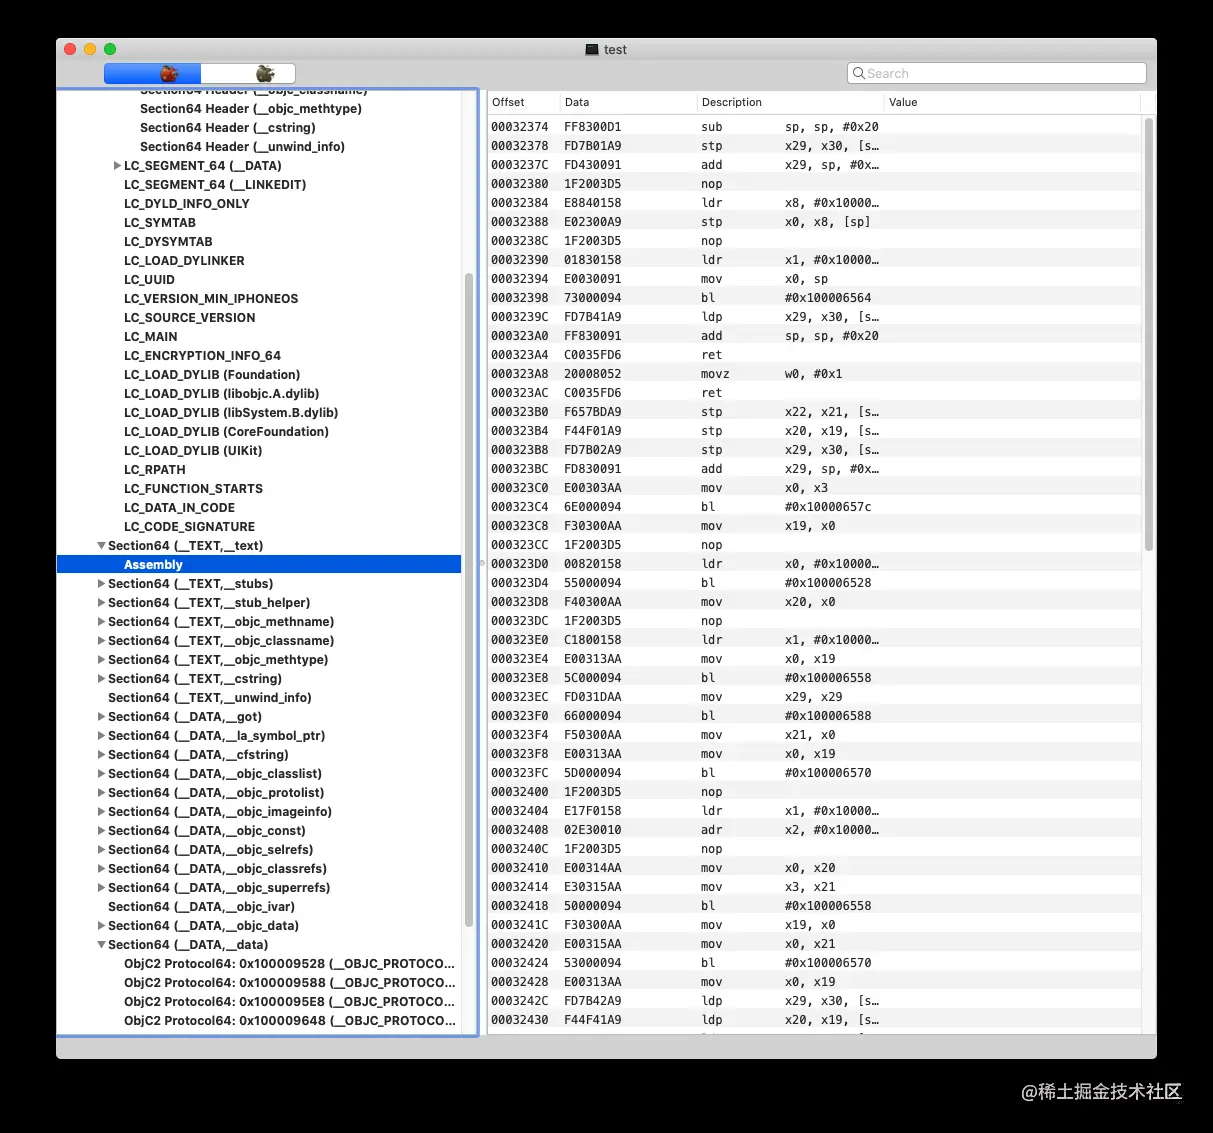 test
Search
Section64 Header (__objc_classname)
Section64 Header (__objc_methtype)
Section64 Header (__cstring)
Section64 Header (__unwind_info)
LC_SEGMENT_64 (__DATA)
LC_SEGMENT_64 (__LINKEDIT)
LC_DYLD_INFO_ONLY
LC_SYMTAB
LC_DYSYMTAB
LC_LOAD_DYLINKER
LC_UUID
LC_VERSION_MIN_IPHONEOS
LC_SOURCE_VERSION
LC_MAIN
LC_ENCRYPTION_INFO_64
LC_LOAD_DYLIB (Foundation)
LC_LOAD_DYLIB (libobjc.A.dylib)
LC_LOAD_DYLIB (libSystem.B.dylib)
LC_LOAD_DYLIB (CoreFoundation)
LC_LOAD_DYLIB (UIKit)
LC_RPATH
LC_FUNCTION_STARTS
LC_DATA_IN_CODE
LC_CODE_SIGNATURE
Section64 (__TEXT,__text)
Assembly
Section64 (__TEXT,__stubs)
Section64 (__TEXT,__stub_helper)
Section64 (__TEXT,__objc_methname)
Section64 (__TEXT,__objc_classname)
Section64 (__TEXT,__objc_methtype)
Section64 (__TEXT,__cstring)
Section64 (__TEXT,__unwind_info)
Section64 (__DATA,__got)
Section64 (__DATA,__la_symbol_ptr)
Section64 (__DATA,__cfstring)
Section64 (__DATA,__objc_classlist)
Section64 (__DATA,__objc_protolist)
Section64 (__DATA,__objc_imageinfo)
Section64 (__DATA,__objc_const)
Section64 (__DATA,__objc_selrefs)
Section64 (__DATA,__objc_classrefs)
Section64 (__DATA,__objc_superrefs)
Section64 (__DATA,__objc_ivar)
Section64 (__DATA,__objc_data)
Section64 (__DATA,__data)
ObjC2 Protocol64: 0x100009528 (__OBJC_PROTOCO...
ObjC2 Protocol64: 0x100009588 (__OBJC_PROTOCO...
ObjC2 Protocol64: 0x1000095E8 (__OBJC_PROTOCO...
ObjC2 Protocol64: 0x100009648 (__OBJC_PROTOCO...
Offset Data Description Value
00032374 FF8300D1 sub sp, sp, #0x20
00032378 FD7B01A9 stp x29, x30, [s…
0003237C FD430091 add x29, sp, #0x…
00032380 1F2003D5 nop
00032384 E8840158 ldr x8, #0x10000…
00032388 E02300A9 stp x0, x8, [sp]
0003238C 1F2003D5 nop
00032390 01830158 ldr x1, #0x10000…
00032394 E0030091 mov x0, sp
00032398 73000094 bl #0x100006564
0003239C FD7B41A9 ldp x29, x30, [s…
000323A0 FF830091 add sp, sp, #0x20
000323A4 C0035FD6 ret
000323A8 20008052 movz w0, #0x1
000323AC C0035FD6 ret
000323B0 F657BDA9 stp x22, x21, [s…
000323B4 F44F01A9 stp x20, x19, [s…
000323B8 FD7B02A9 stp x29, x30, [s…
000323BC FD830091 add x29, sp, #0x…
000323C0 E00303AA mov x0, x3
000323C4 6E000094 bl #0x10000657c
000323C8 F30300AA mov x19, x0
000323CC 1F2003D5 nop
000323D0 00820158 ldr x0, #0x10000…
000323D4 55000094 bl #0x100006528
000323D8 F40300AA mov x20, x0
000323DC 1F2003D5 nop
000323E0 C1800158 ldr x1, #0x10000…
000323E4 E00313AA mov x0, x19
000323E8 5C000094 bl #0x100006558
000323EC FD031DAA mov x29, x29
000323F0 66000094 bl #0x100006588
000323F4 F50300AA mov x21, x0
000323F8 E00313AA mov x0, x19
000323FC 5D000094 bl #0x100006570
00032400 1F2003D5 nop
00032404 E17F0158 ldr x1, #0x10000…
00032408 02E30010 adr x2, #0x10000…
0003240C 1F2003D5 nop
00032410 E00314AA mov x0, x20
00032414 E30315AA mov x3, x21
00032418 50000094 bl #0x100006558
0003241C F30300AA mov x19, x0
00032420 E00315AA mov x0, x21
00032424 53000094 bl #0x100006570
00032428 E00313AA mov x0, x19
0003242C FD7B42A9 ldp x29, x30, [s…
00032430 F44F41A9 ldp x20, x19, [s…
@稀土掘金技术社区